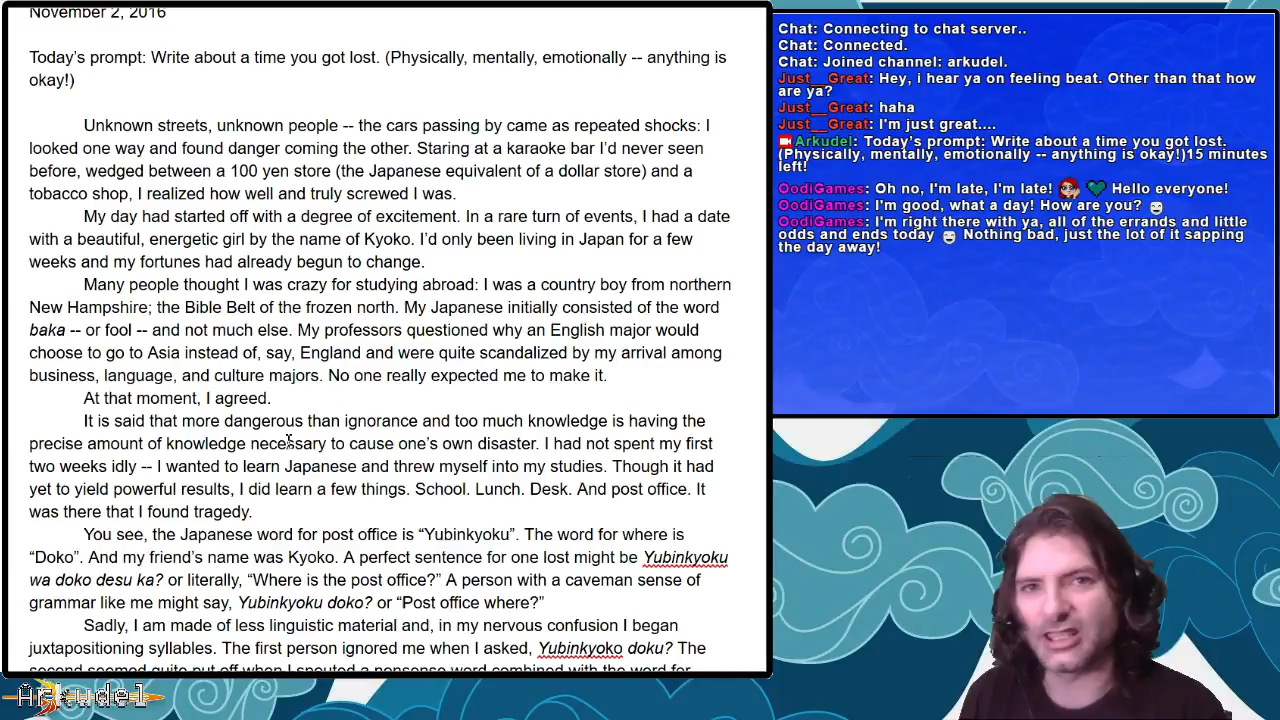 November 2, 2016
Today's prompt: Write about a time you got lost. (Physically, mentally, emotionally -- anything is
okay!)
Unknown streets, unknown people -- the cars passing by came as repeated shocks: I
looked one way and found danger coming the other. Staring at a karaoke bar I'd never seen
before, wedged between a 100 yen store (the Japanese equivalent of a dollar store) and a
tobacco shop, I realized how well and truly screwed I was.
My day had started off with a degree of excitement. In a rare turn of events, I had a date
with a beautiful, energetic girl by the name of Kyoko. I'd only been living in Japan for a few
weeks and my fortunes had already begun to change.
Many people thought I was crazy for studying abroad: I was a country boy from northern
New Hampshire; the Bible Belt of the frozen north. My Japanese initially consisted of the word
baka -- or fool -- and not much else. My professors questioned why an English major would
choose to go to Asia instead of, say, England and were quite scandalized by my arrival among
business, language, and culture majors. No one really expected me to make it.
At that moment, I agreed.
It is said that more dangerous than ignorance and too much knowledge is having the
precise amount of knowledge necessary to cause one's own disaster. I had not spent my first
two weeks idly -- I wanted to learn Japanese and threw myself into my studies. Though it had
yet to yield powerful results, I did learn a few things. School. Lunch. Desk. And post office. It
was there that I found tragedy.
You see, the Japanese word for post office is “Yubinkyoku”. The word for where is
“Doko”. And my friend's name was Kyoko. A perfect sentence for one lost might be Yubinkyoku
wa doko desu ka? or literally, “Where is the post office?” A person with a caveman sense of
grammar like me might say, Yubinkyoku doko? or “Post office where?”
Sadly, I am made of less linguistic material and, in my nervous confusion I began
juxtapositioning syllables. The first person ignored me when I asked, Yubinkyoko doku? The
second seemed quite put off when I spouted a nonsense word combined with the word for
Chat: Connecting to chat server..
Chat: Connected.
Chat: Joined channel: arkudel.
Just__Great: Hey, i hear ya on feeling beat. Other than that how
are ya?
Just__Great: haha
Just__Great: I'm just great....
Arkudel: Today's prompt: Write about a time you got lost.
(Physically, mentally, emotionally -- anything is okay!)15 minutes
left!
OodiGames: Oh no, I'm late, I'm late! Hello everyone!
OodiGames: I'm good, what a day! How are you?
OodiGames: I'm right there with ya, all of the errands and little
odds and ends today Nothing bad, just the lot of it sapping
the day away!
Arkudel